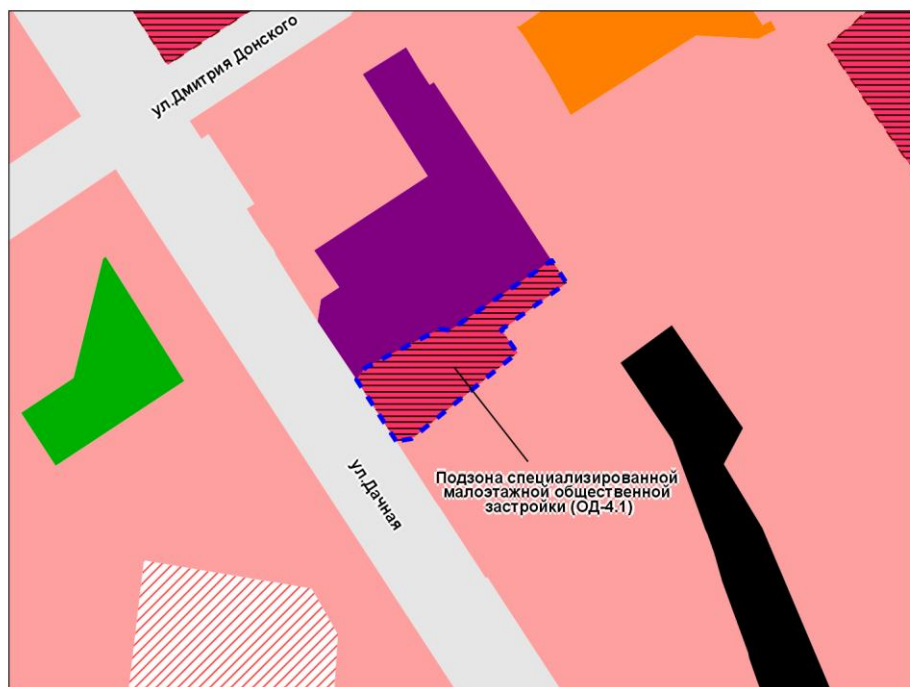 ул.Дмитрия Донского
Подзона специализированной
малоэтажной общественной
застройки (ОД-4.1)
ул.Дачная